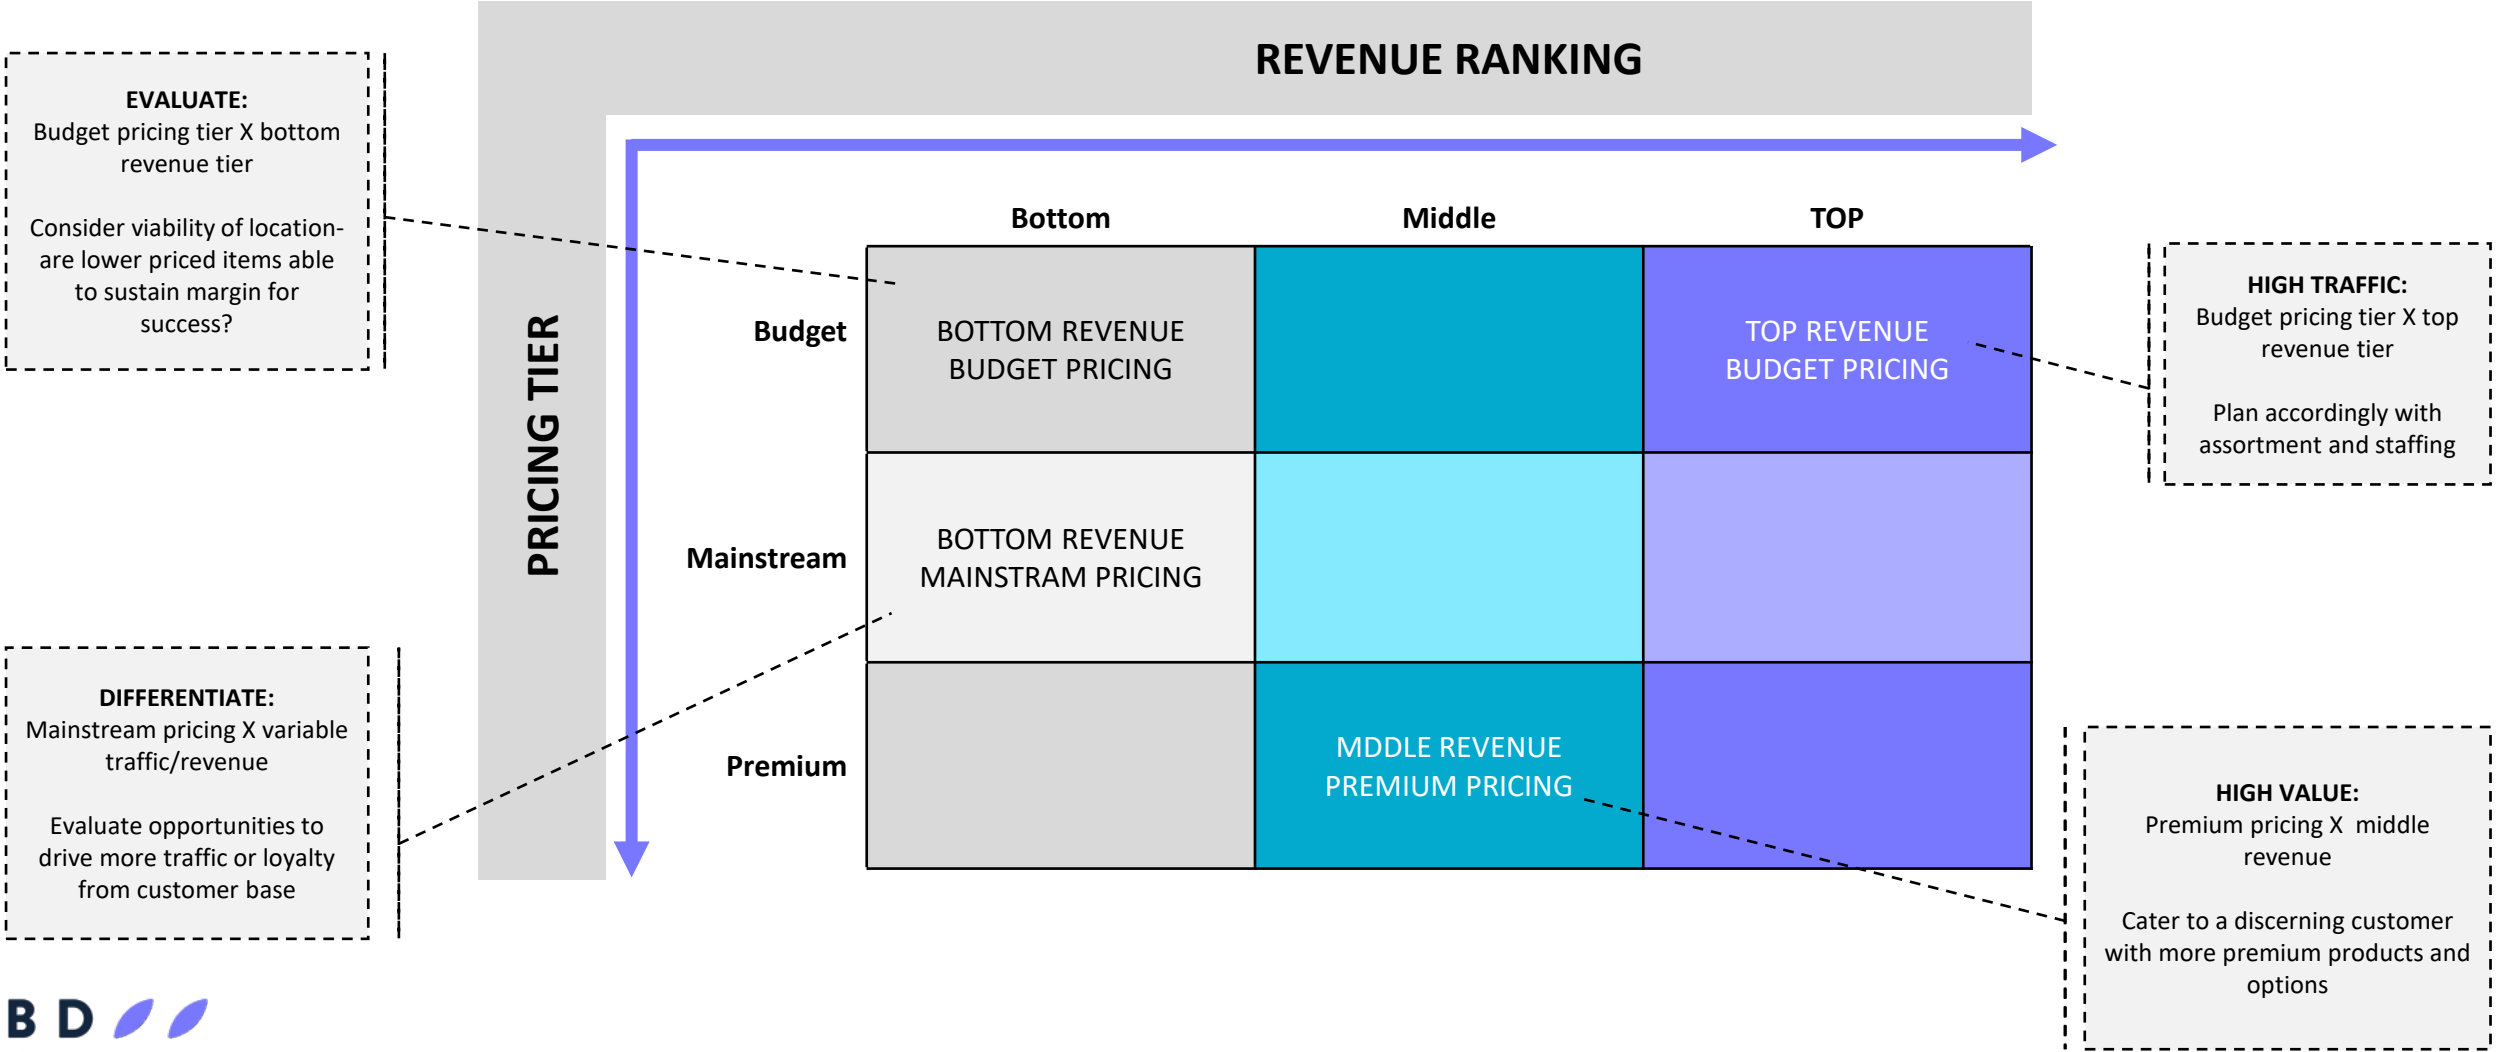 REVENUE RANKING
EVALUATE:
Budget pricing tier X bottom
revenue tier
Consider viability of location-
are lower priced items able
to sustain margin for
success?
PRICING TIER
Bottom
Middle
TOP
Budget
BOTTOM REVENUE
BUDGET PRICING
TOP REVENUE
BUDGET PRICING
HIGH TRAFFIC:
Budget pricing tier X top
revenue tier
Plan accordingly with
assortment and staffing
Mainstream
BOTTOM REVENUE
MAINSTRAM PRICING
DIFFERENTIATE:
Mainstream pricing X variable
traffic/revenue
Evaluate opportunities to
drive more traffic or loyalty
from customer base
Premium
MDDLE REVENUE
PREMIUM PRICING
HIGH VALUE:
Premium pricing X  middle
revenue
Cater to a discerning customer
with more premium products and
options
B D